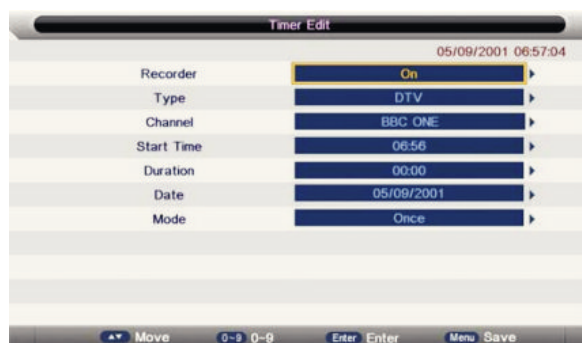 Timer Edit
05/09/2001 06:57:04
Recorder On
Type DTV
Channel BBC ONE
Start Time 06:56
Duration 00:00
Date 05/09/2001
Mode Once
Move 0~9 0~9 Enter Enter Menu Save